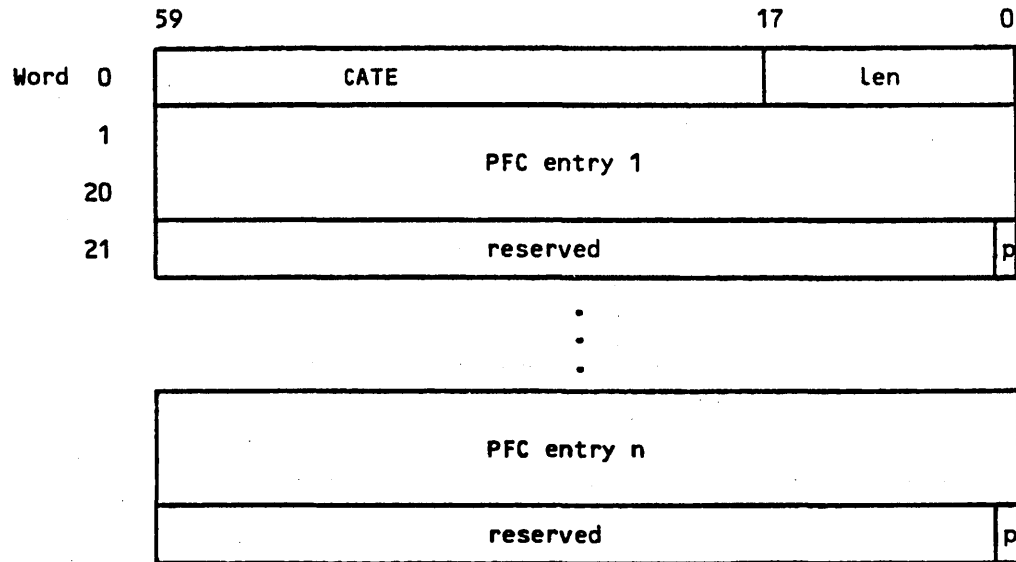 59 17 0
Word 0 CATE len
1
PFC entry 1
20
21 reserved p
PFC entry n
reserved p